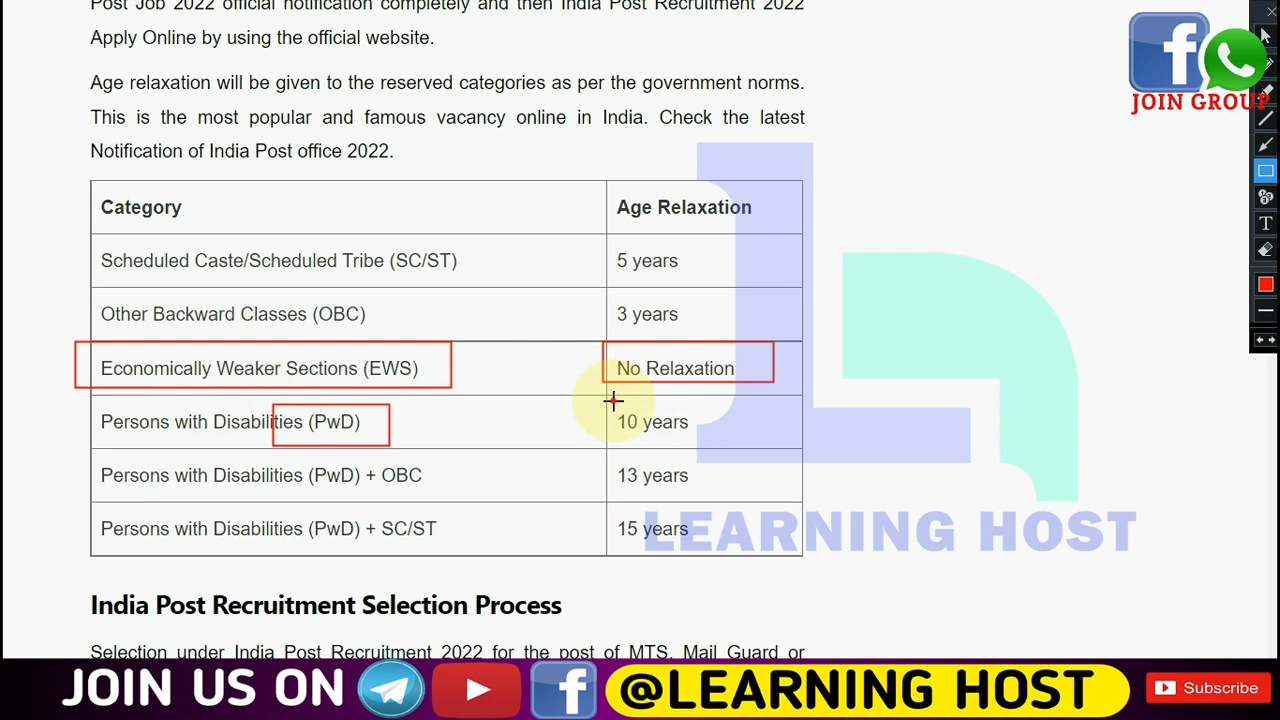 Post Job 2022 official notification completely and then India Post Recruitment 2022
Apply Online by using the official website.
Age relaxation will be given to the reserved categories as per the government norms.
This is the most popular and famous vacancy online in India. Check the latest
Notification of India Post office 2022.
Category Age Relaxation
Scheduled Caste/Scheduled Tribe (SC/ST) 5 years
Other Backward Classes (OBC) 3 years
Economically Weaker Sections (EWS) No Relaxation
Persons with Disabilities (PwD) 10 years
Persons with Disabilities (PwD) + OBC 13 years
Persons with Disabilities (PwD) + SC/ST 15 years
India Post Recruitment Selection Process
Selection under India Post Recruitment 2022 for the post of MTS, Mail Guard or
JOIN GROUP
LEARNING HOST
JOIN US ON @LEARNING HOST
Subscribe